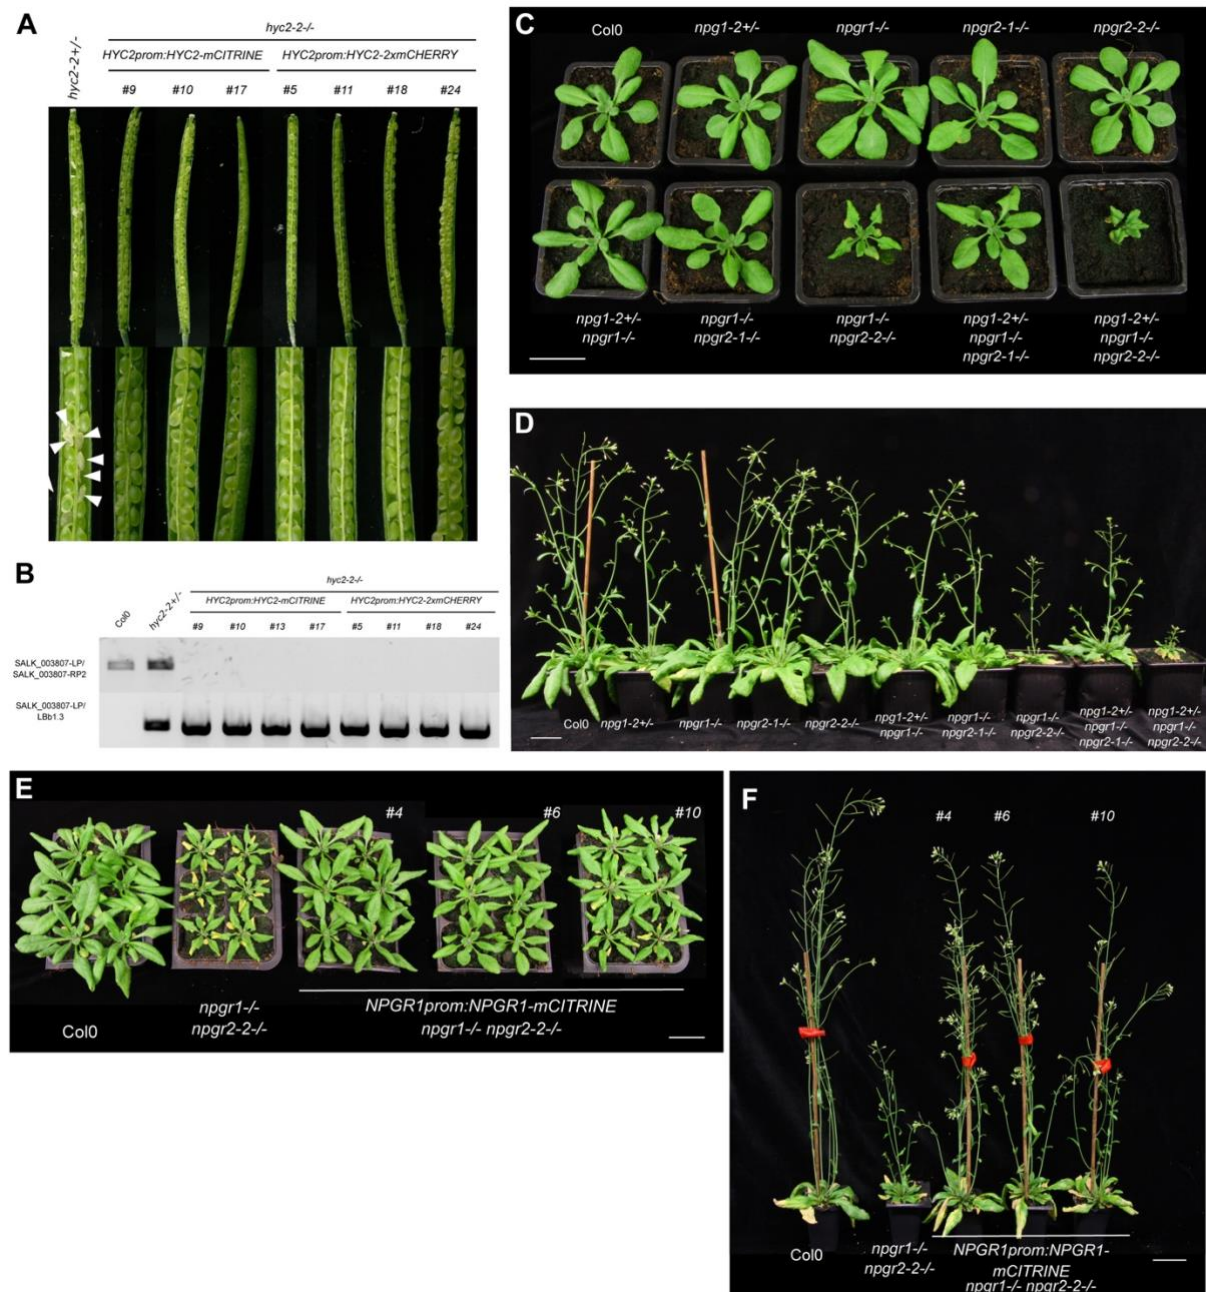 A
hyc2-2+/-
hyc2-2-/-
HYC2prom:HYC2-mCITRINE
HYC2prom:HYC-2xmCHERRY
#9 #10 #17 #5 #11 #18 #24
B
Col0
hyc2-2+/-
hyc2-2-/-
HYC2prom:HYC2-mCITRINE
HYC2prom:HYC2-2xmCHERRY
#9 #10 #13 #17 #5 #11 #18 #24
SALK_003807-LP/
SALK_003807-RP2
SALK_003807-LP/
LBb1.3
C
Col0 npg1-2+/- npgr1-/- npgr2-1-/- npgr2-2-/-
npg1-2+/-
npgr1-/-
npgr1-/-
npgr2-1-/-
npgr1-/-
npgr2-2-/-
npg1-2+/-
npgr1-/-
npgr2-1-/-
npg1-2+/-
npgr1-/-
npgr2-2-/-
D
Col0 npg1-2+/- npgr1-/- npgr2-1-/- npgr2-2-/-
npg1-2+/-
npgr1-/-
npgr1-/-
npgr2-1-/-
npgr1-/-
npgr2-2-/-
npg1-2+/-
npgr1-/-
npgr2-1-/-
npg1-2+/-
npgr1-/-
npgr2-2-/-
E
#4 #6 #10
Col0
npgr1-/-
npgr2-2-/-
NPGR1prom:NPGR1-mCITRINE
npgr1-/- npgr2-2-/-
F
#4 #6 #10
Col0
npgr1-/-
npgr2-2-/-
NPGR1prom:NPGR1-
mCITRINE
npgr1-/- npgr2-2-/-